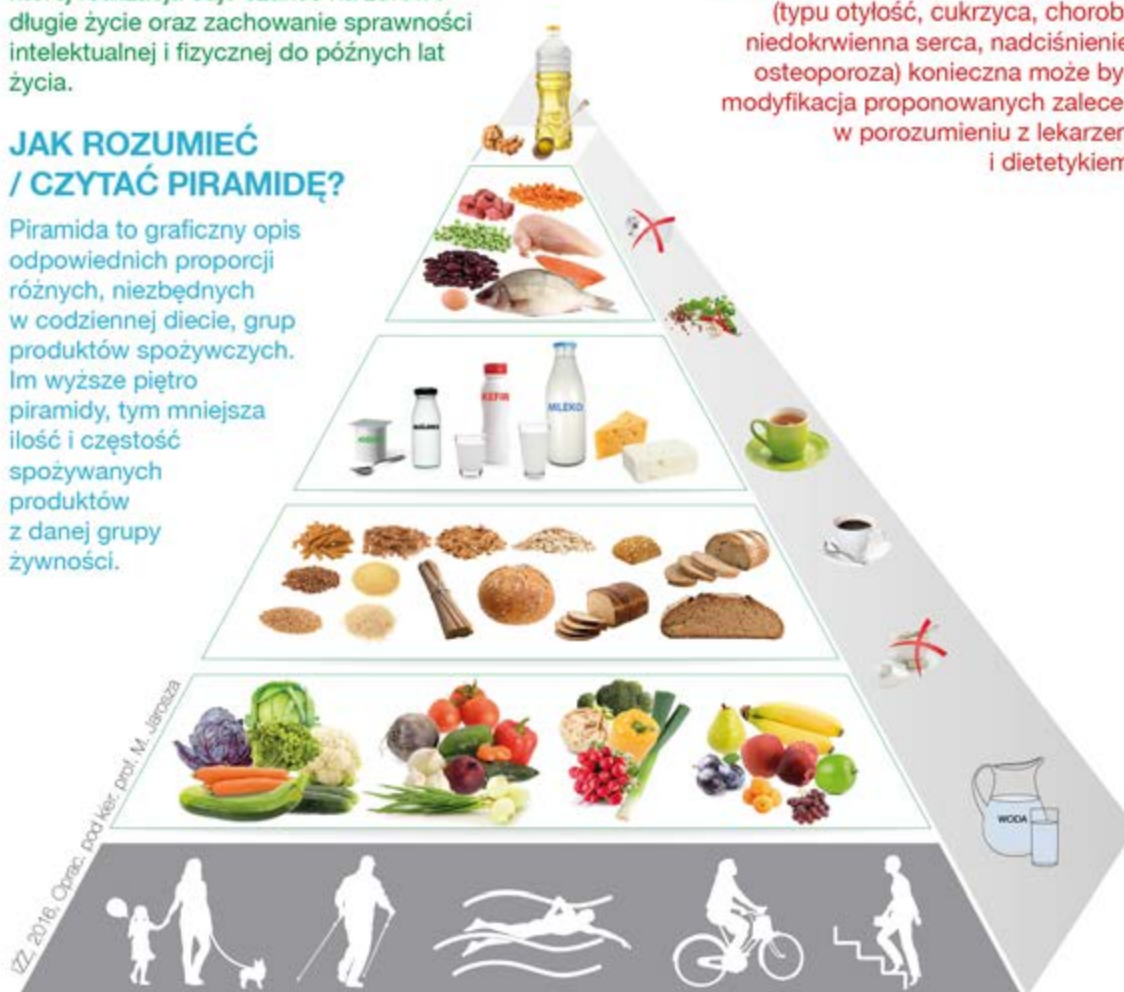 długie życie oraz zachowanie sprawności
intelektualnej i fizycznej do późnych lat
życia.
(typu otyłość, cukrzyca, chorob
niedokrwienna serca, nadciśnienie
osteoporoza) konieczna może by
modyfikacja proponowanych zalece
w porozumieniu z lekarzem
i dietetykiem
JAK ROZUMIEĆ
/ CZYTAĆ PIRAMIDĘ?
Piramida to graficzny opis
odpowiednich proporcji
różnych, niezbędnych
w codziennej diecie, grup
produktów spożywczych.
Im wyższe piętro
piramidy, tym mniejsza
ilość i częstość
spożywanych
produktów
z danej grupy
żywności.
KEFIR
MLEKO
WODA
IŻŻ, 2016, Oprac. pod kier. prof. M. Jarosza